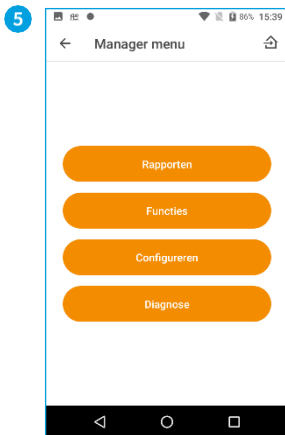 5
86% 15:39
Manager menu
Rapporten
Functies
Configureren
Diagnose